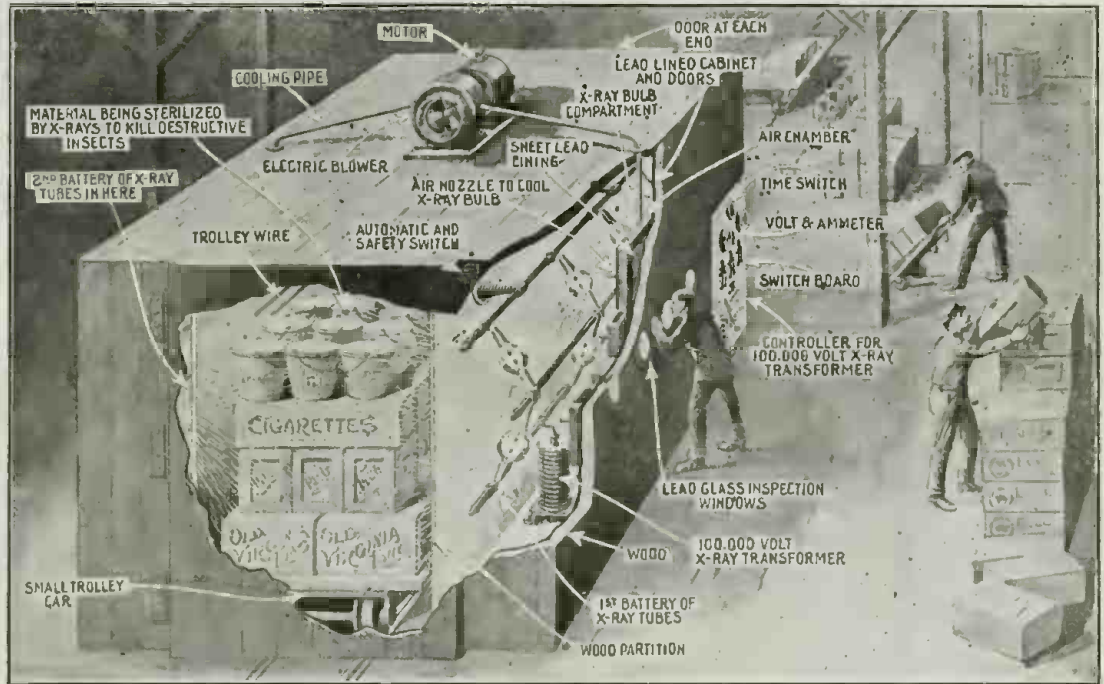 MOTOR
DOOR AT EACH
END
COOLING PIPE
LEAD LINED CABINET
AND DOORS
MATERIAL BEING STERILIZED
BY X-RAYS TO KILL DESTRUCTIVE
INSECTS
X-RAY BULB
COMPARTMENT
ELECTRIC BLOWER
SHEET LEAD
LINING
AIR CHAMBER
2ND BATTERY OF X-RAY
TUBES IN HERE
AIR NOZZLE TO COOL
X-RAY BULB
TIME SWITCH
TROLLEY WIRE
AUTOMATIC AND
SAFETY SWITCH
VOLT & AMMETER
SWITCH BOARD
CONTROLLER FOR
100.000 VOLT X-RAY
TRANSFORMER
CIGARETTES
LEAD GLASS INSPECTION
WINDOWS
OLD
VIRGINIA
WOOD
100.000 VOLT
X-RAY TRANSFORMER
SMALL TROLLEY
CAR
1ST BATTERY OF
X-RAY TUBES
WOOD PARTITION